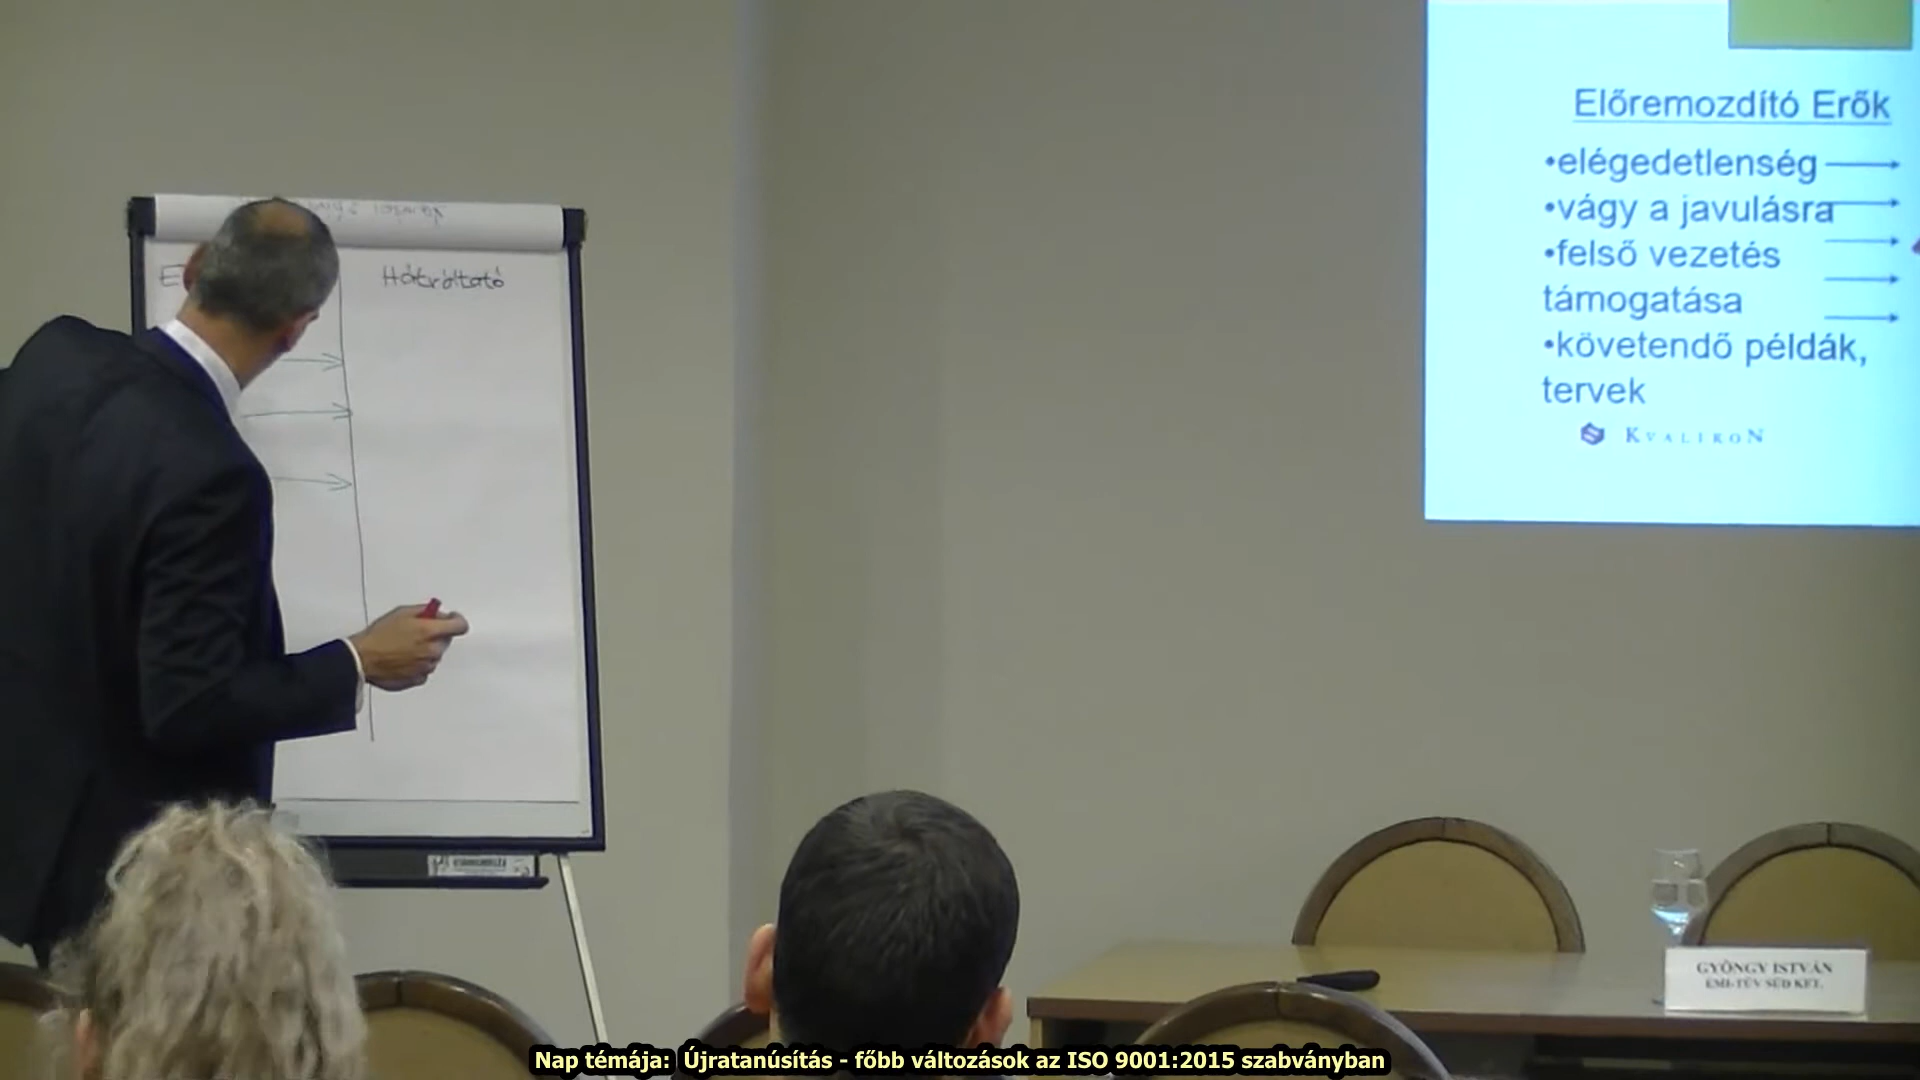 Hátráltató
Előremozdító Erők
•elégedetlenség
•vágy a javulásra
•felső vezetés
támogatása
•követendő példák,
tervek
KVALIKON
GYÖNGY ISTVÁN
ÉMI-TÜV SÜD KFT.
Nap témája: Újratanúsítás - főbb változások az ISO 9001:2015 szabványban